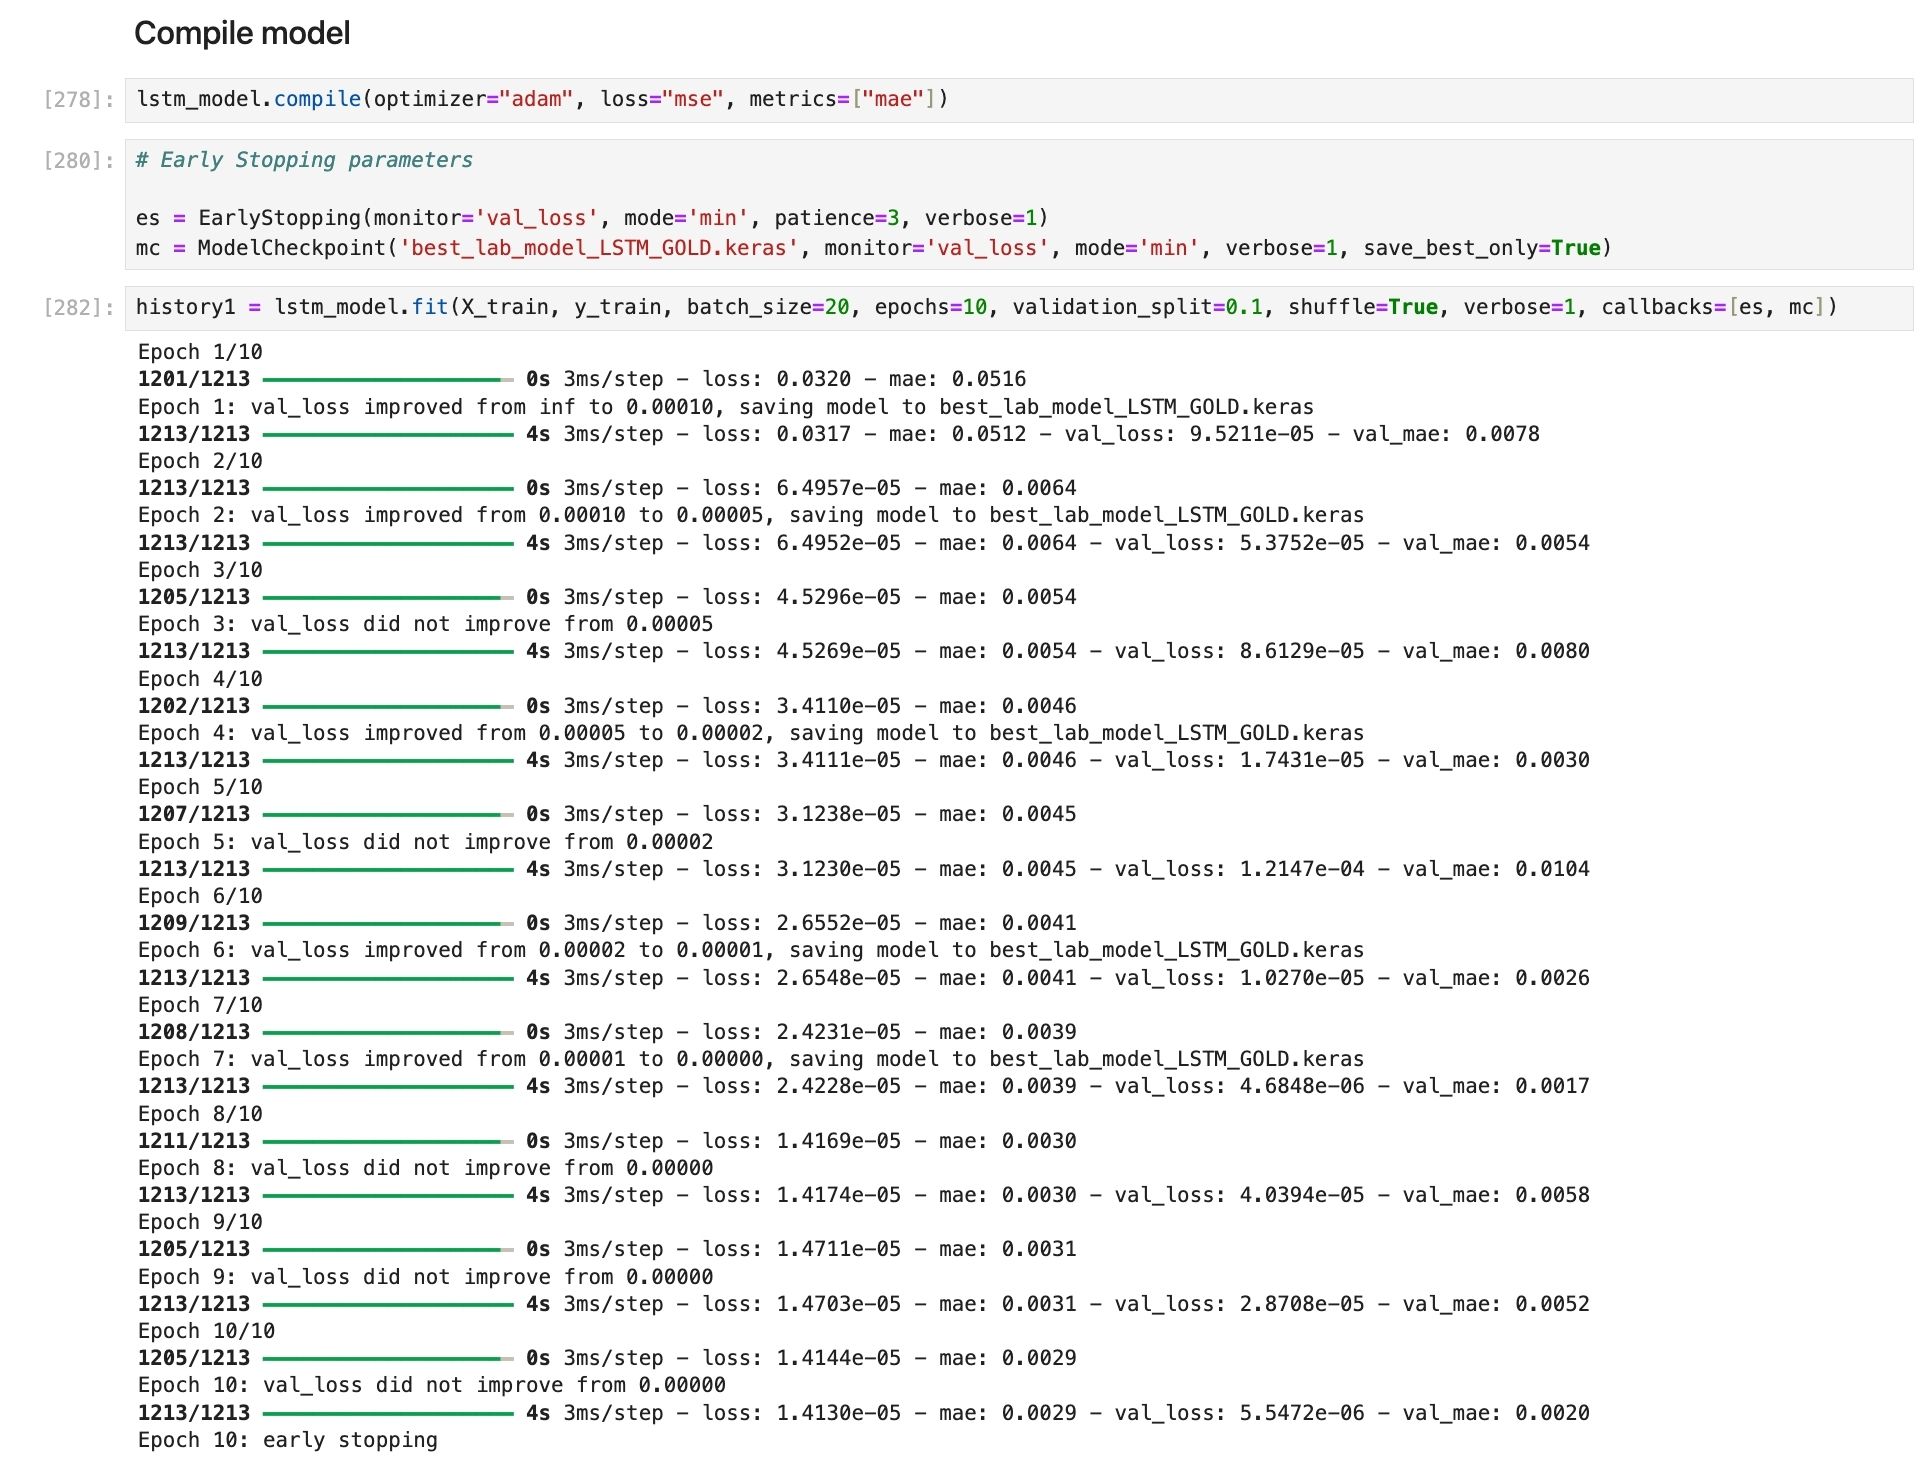 Compile model
[278]: lstm_model.compile(optimizer="adam", loss="mse", metrics=["mae"])
[280]: # Early Stopping parameters
es = EarlyStopping(monitor='val_loss', mode='min', patience=3, verbose=1)
mc = ModelCheckpoint('best_lab_model_LSTM_GOLD.keras', monitor='val_loss', mode='min', verbose=1, save_best_only=True)
[282]: history1 = lstm_model.fit(X_train, y_train, batch_size=20, epochs=10, validation_split=0.1, shuffle=True, verbose=1, callbacks=[es, mc])
Epoch 1/10
1201/1213 0s 3ms/step - loss: 0.0320 - mae: 0.0516
Epoch 1: val_loss improved from inf to 0.00010, saving model to best_lab_model_LSTM_GOLD.keras
1213/1213 4s 3ms/step - loss: 0.0317 - mae: 0.0512 - val_loss: 9.5211e-05 - val_mae: 0.0078
Epoch 2/10
1213/1213 0s 3ms/step - loss: 6.4957e-05 - mae: 0.0064
Epoch 2: val_loss improved from 0.00010 to 0.00005, saving model to best_lab_model_LSTM_GOLD.keras
1213/1213 4s 3ms/step - loss: 6.4952e-05 - mae: 0.0064 - val_loss: 5.3752e-05 - val_mae: 0.0054
Epoch 3/10
1205/1213 0s 3ms/step - loss: 4.5296e-05 - mae: 0.0054
Epoch 3: val_loss did not improve from 0.00005
1213/1213 4s 3ms/step - loss: 4.5269e-05 - mae: 0.0054 - val_loss: 8.6129e-05 - val_mae: 0.0080
Epoch 4/10
1202/1213 0s 3ms/step - loss: 3.4110e-05 - mae: 0.0046
Epoch 4: val_loss improved from 0.00005 to 0.00002, saving model to best_lab_model_LSTM_GOLD.keras
1213/1213 4s 3ms/step - loss: 3.4111e-05 - mae: 0.0046 - val_loss: 1.7431e-05 - val_mae: 0.0030
Epoch 5/10
1207/1213 0s 3ms/step - loss: 3.1238e-05 - mae: 0.0045
Epoch 5: val_loss did not improve from 0.00002
1213/1213 4s 3ms/step - loss: 3.1230e-05 - mae: 0.0045 - val_loss: 1.2147e-04 - val_mae: 0.0104
Epoch 6/10
1209/1213 0s 3ms/step - loss: 2.6552e-05 - mae: 0.0041
Epoch 6: val_loss improved from 0.00002 to 0.00001, saving model to best_lab_model_LSTM_GOLD.keras
1213/1213 4s 3ms/step - loss: 2.6548e-05 - mae: 0.0041 - val_loss: 1.0270e-05 - val_mae: 0.0026
Epoch 7/10
1208/1213 0s 3ms/step - loss: 2.4231e-05 - mae: 0.0039
Epoch 7: val_loss improved from 0.00001 to 0.00000, saving model to best_lab_model_LSTM_GOLD.keras
1213/1213 4s 3ms/step - loss: 2.4228e-05 - mae: 0.0039 - val_loss: 4.6848e-06 - val_mae: 0.0017
Epoch 8/10
1211/1213 0s 3ms/step - loss: 1.4169e-05 - mae: 0.0030
Epoch 8: val_loss did not improve from 0.00000
1213/1213 4s 3ms/step - loss: 1.4174e-05 - mae: 0.0030 - val_loss: 4.0394e-05 - val_mae: 0.0058
Epoch 9/10
1205/1213 0s 3ms/step - loss: 1.4711e-05 - mae: 0.0031
Epoch 9: val_loss did not improve from 0.00000
1213/1213 4s 3ms/step - loss: 1.4703e-05 - mae: 0.0031 - val_loss: 2.8708e-05 - val_mae: 0.0052
Epoch 10/10
1205/1213 0s 3ms/step - loss: 1.4144e-05 - mae: 0.0029
Epoch 10: val_loss did not improve from 0.00000
1213/1213 4s 3ms/step - loss: 1.4130e-05 - mae: 0.0029 - val_loss: 5.5472e-06 - val_mae: 0.0020
Epoch 10: early stopping